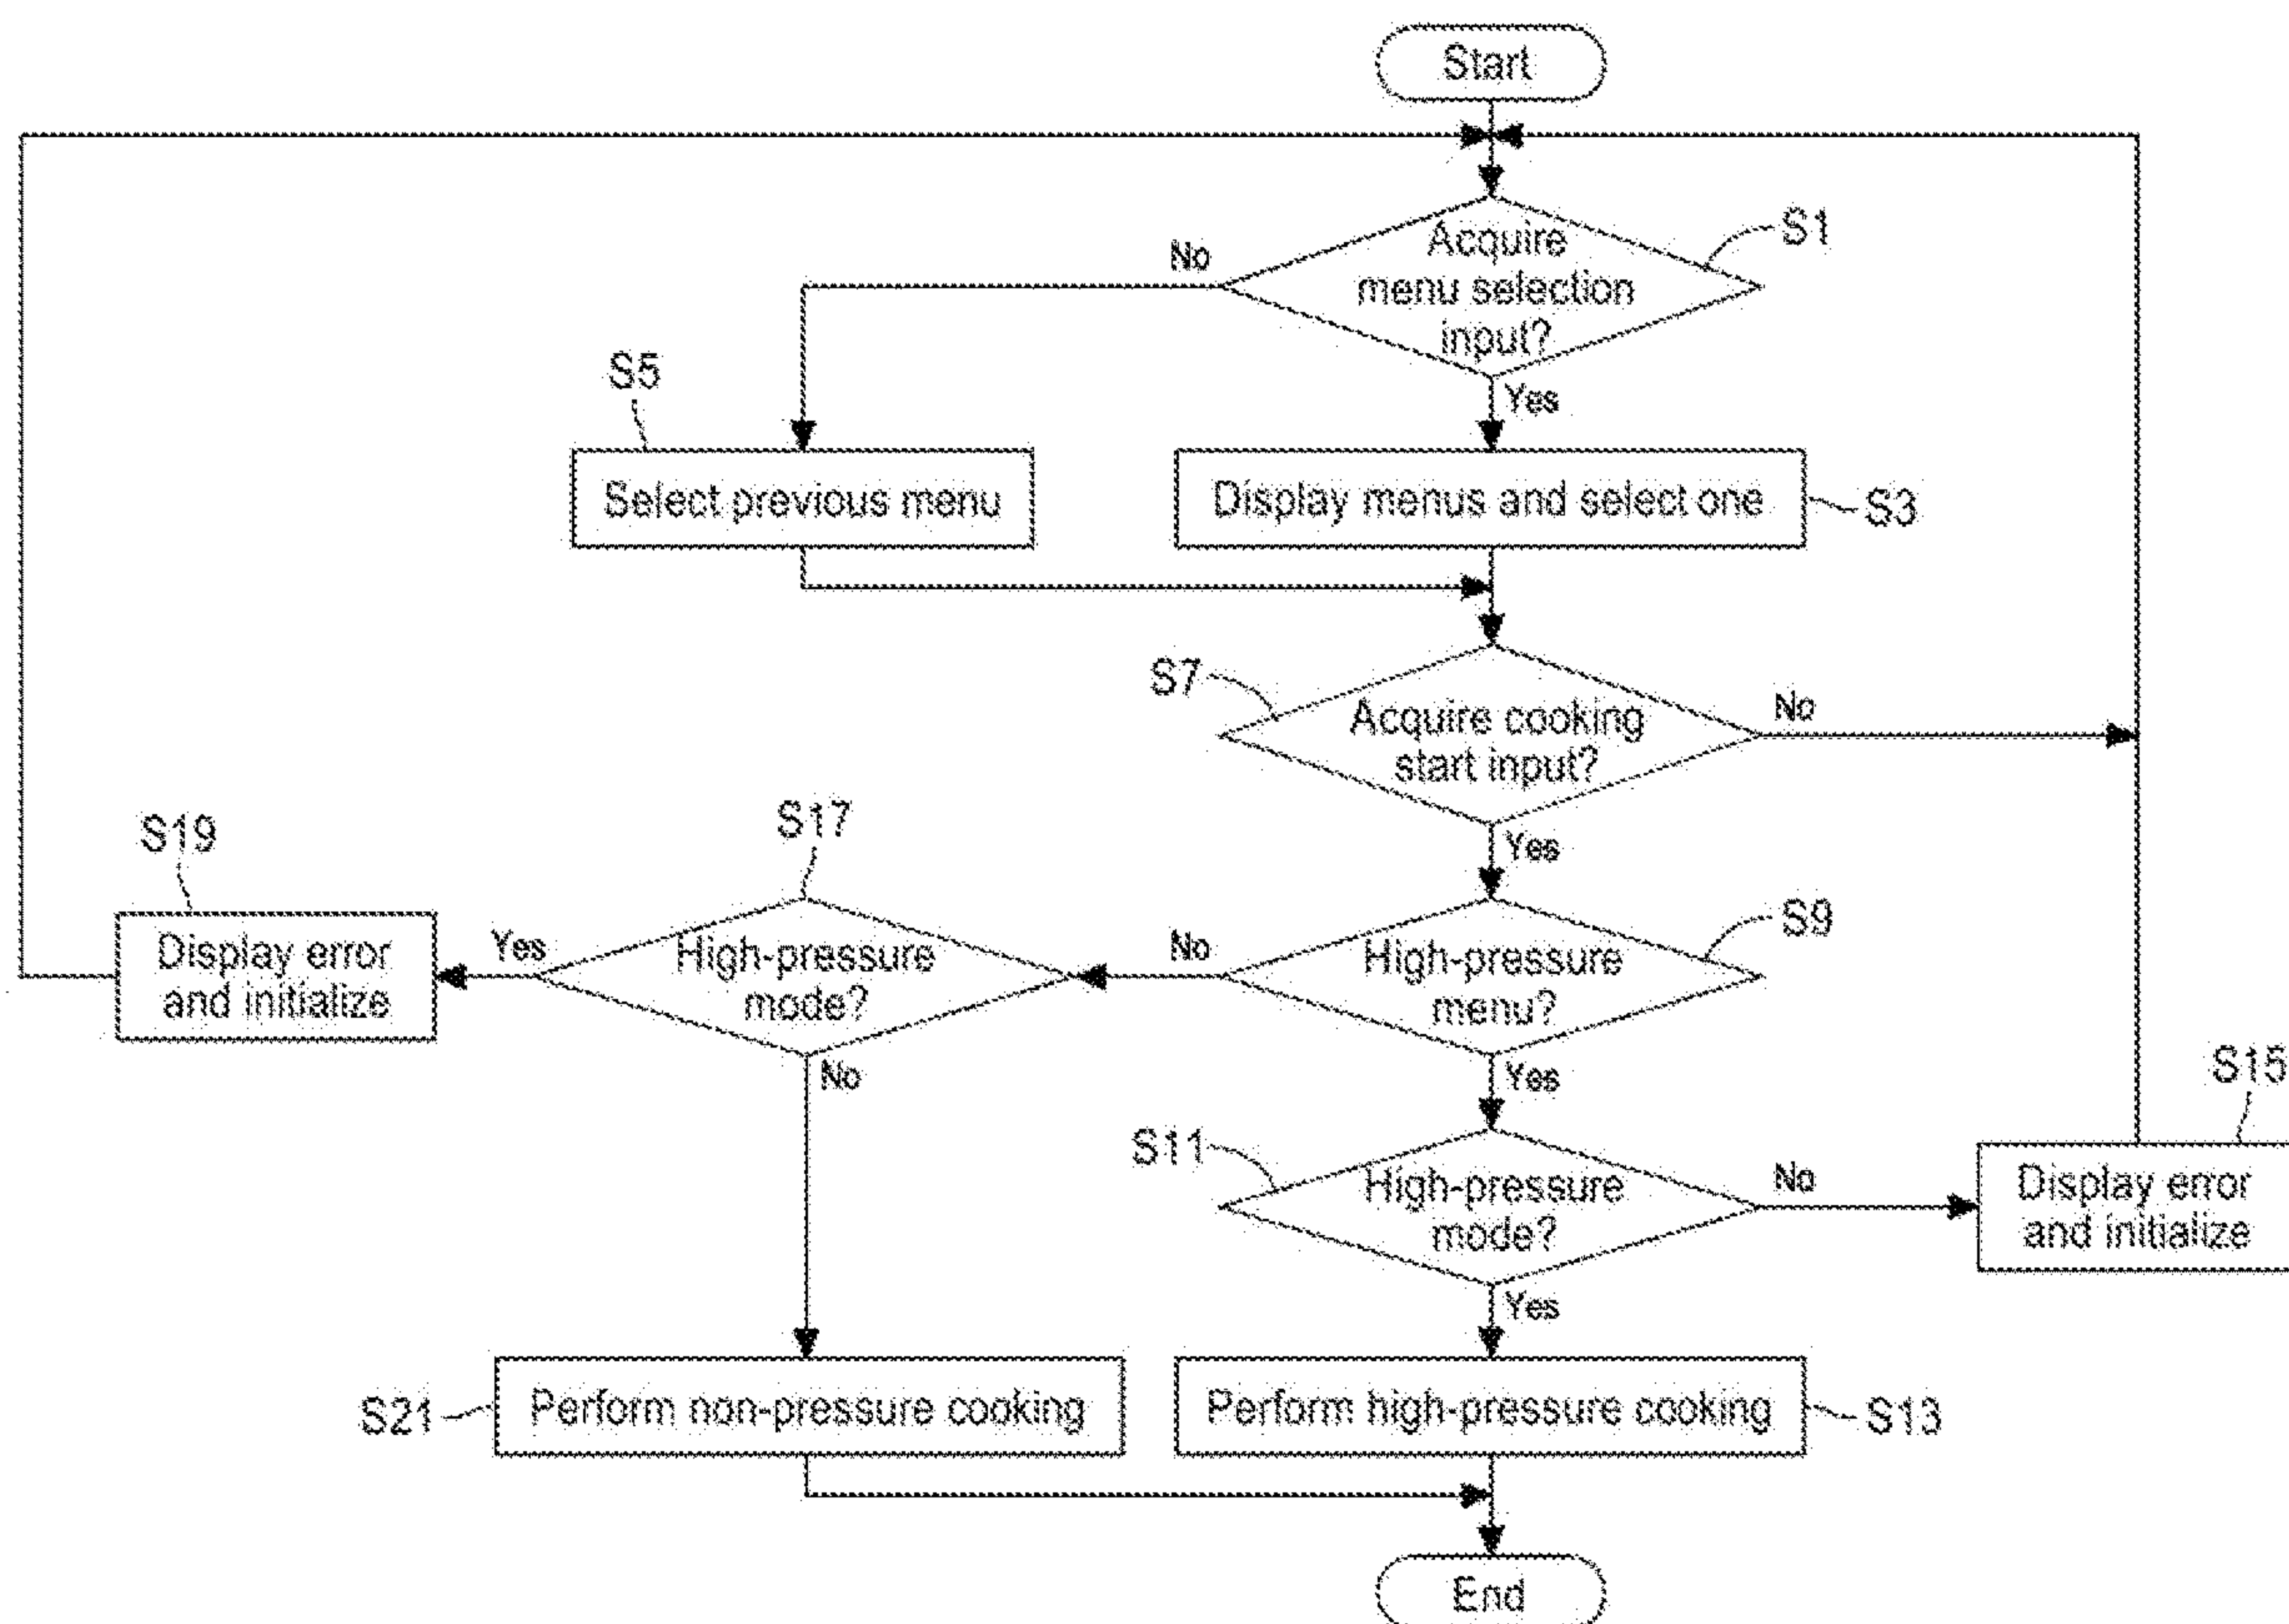 Start
S1
No
Acquire
menu selection
input?
Yes
S5
Select previous menu
Display menus and select one
S3
S7
Acquire cooking
start input?
No
Yes
S19
Display error
and initialize
Yes
S17
High-pressure
mode?
No
No
S9
High-pressure
menu?
Yes
S11
High-pressure
mode?
No
Yes
S15
Display error
and initialize
S21
Perform non-pressure cooking
Perform high-pressure cooking
S13
End